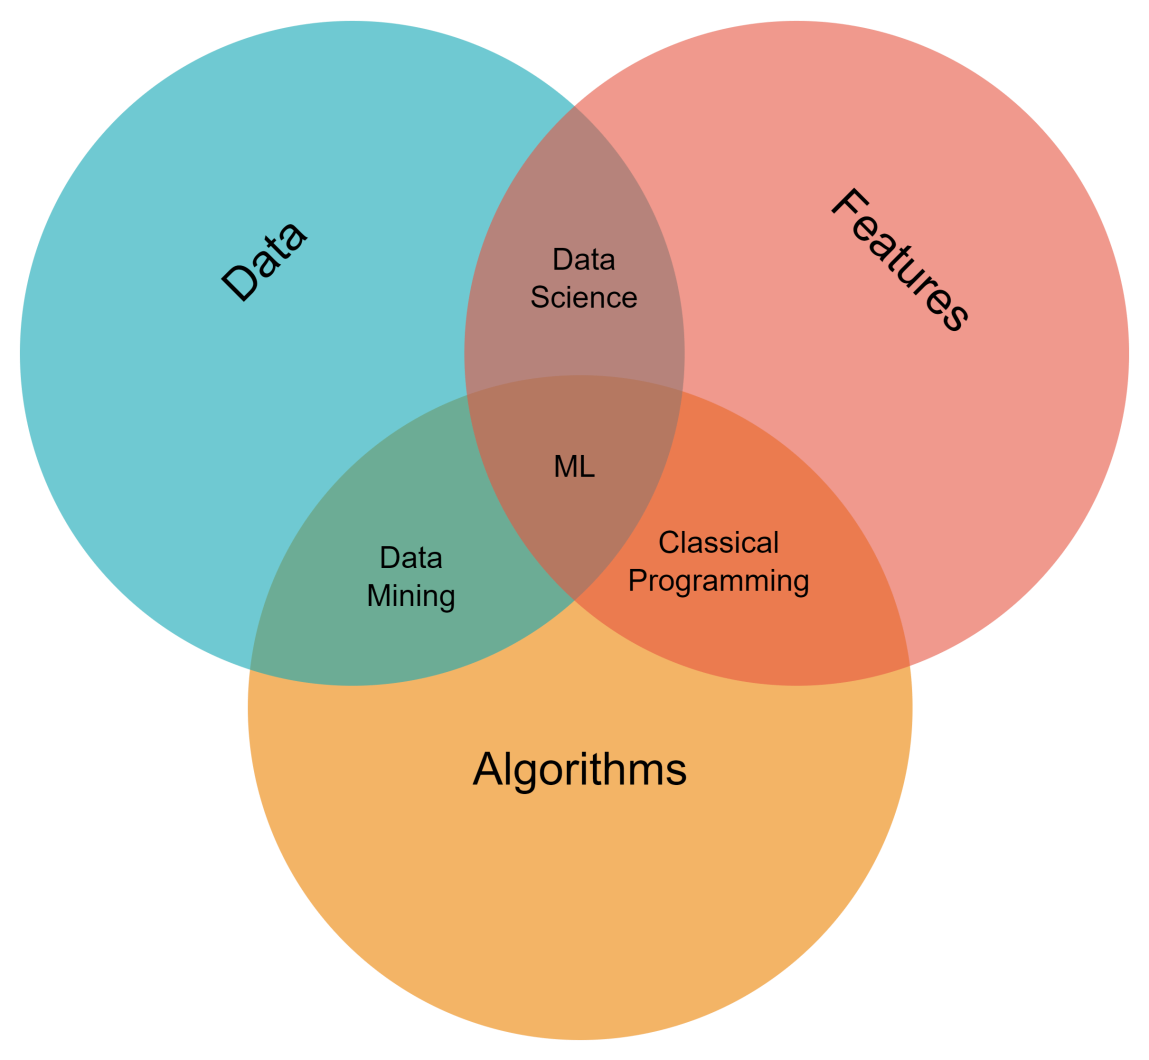 Data
Features
Data
Science
ML
Data
Mining
Classical
Programming
Algorithms